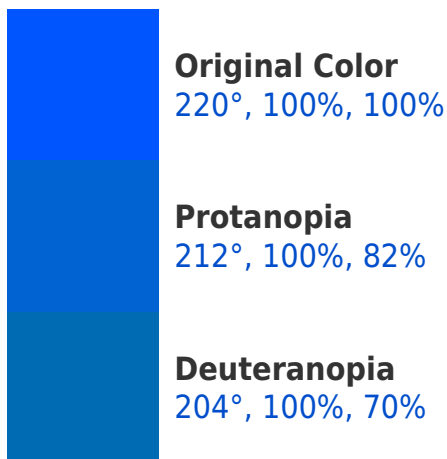 Original Color
220°, 100%, 100%
Protanopia
212°, 100%, 82%
Deuteranopia
204°, 100%, 70%